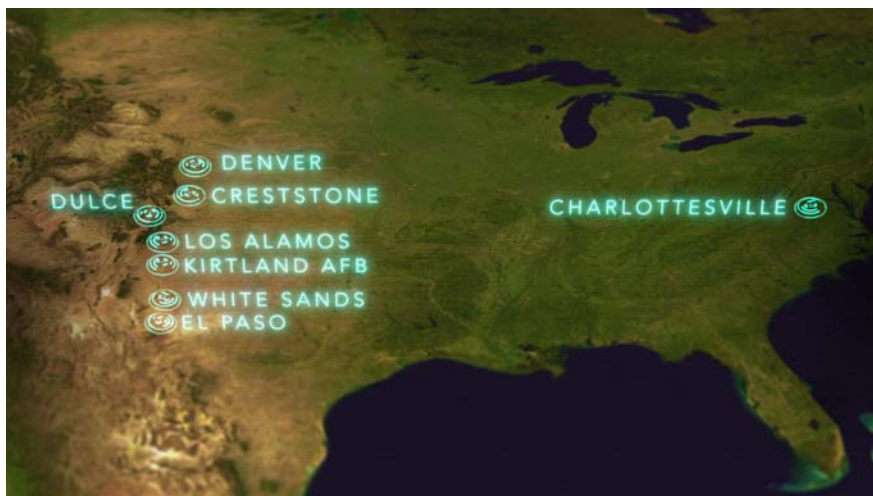 DENVER
CRESTSTONE
DULCE
CHARLOTTESVILLE
LOS ALAMOS
KIRTLAND AFB
WHITE SANDS
EL PASO